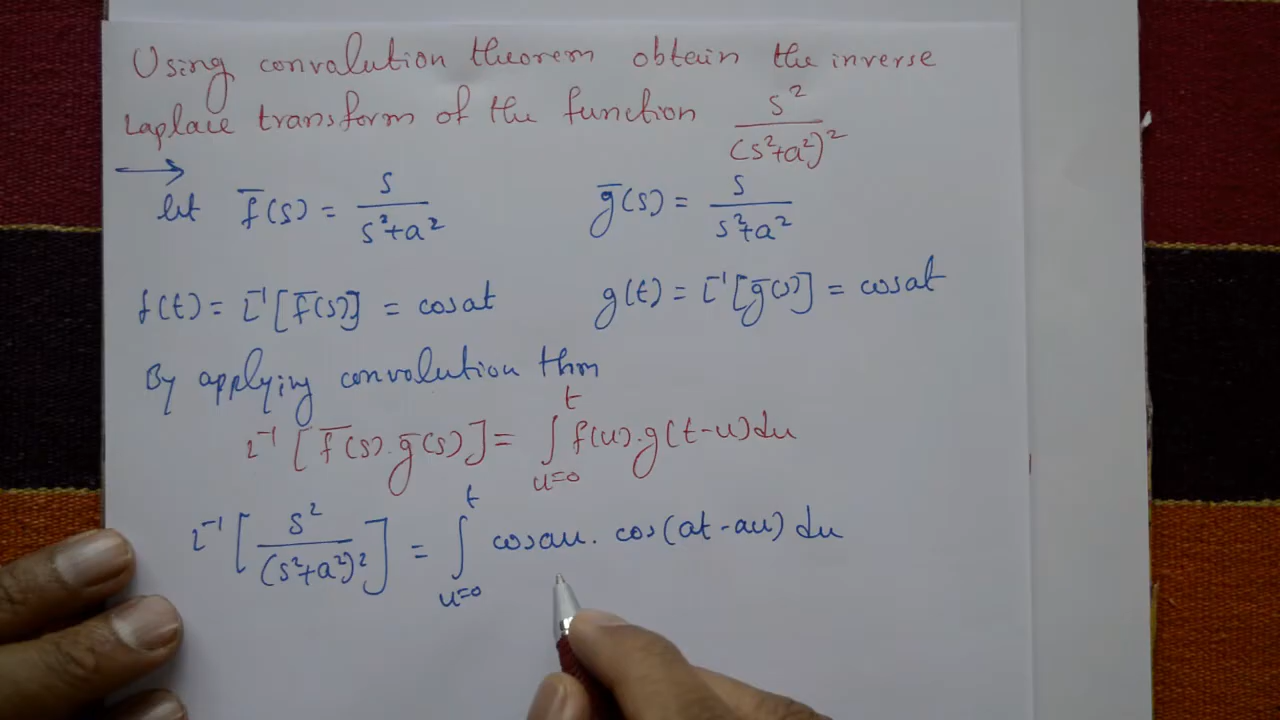 Using convalution theorem obtain the inverse
Laplace transform of the function s²/(s²+a²)²
→
let f̅(s) = s/(s²+a²) g̅(s) = s/(s²+a²)
f(t) = L⁻¹[f̅(s)] = cosat g(t) = L⁻¹[g̅(s)] = cosat
By applying convolution thm
L⁻¹[f̅(s).g̅(s)] = ∫_{u=0}^{t} f(u).g(t-u)du
L⁻¹[s²/(s²+a²)²] = ∫_{u=0}^{t} cosau. cos(at-au) du